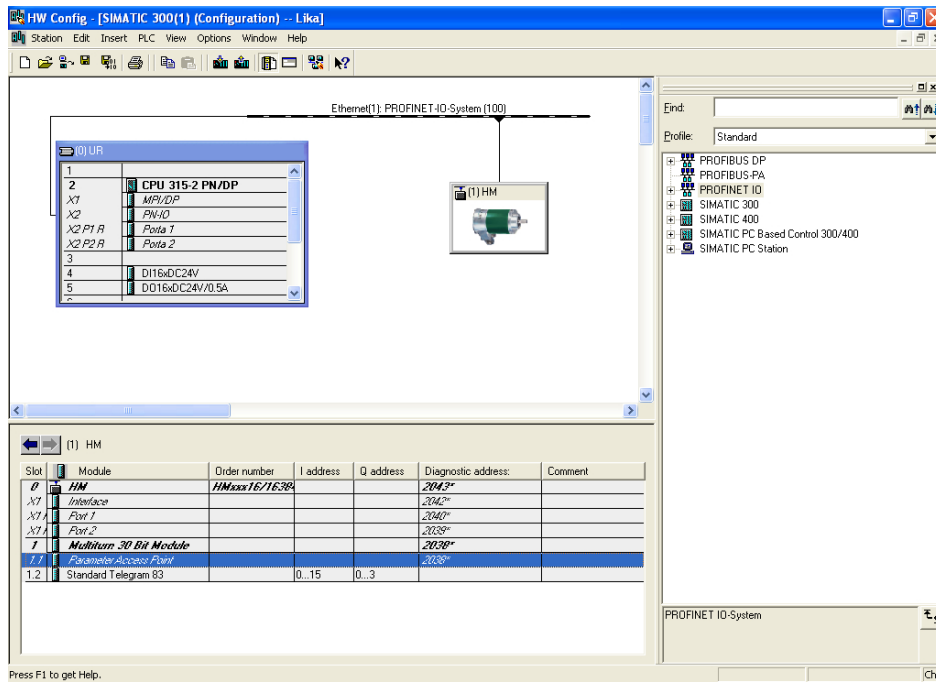 HW Config - [SIMATIC 300(1) (Configuration) -- Lika]
Station Edit Insert PLC View Options Window Help
Ethernet(1): PROFINET-IO-System (100)
(0) UR
1
2 CPU 315-2 PN/DP
X1 MPI/DP
X2 PN-IO
X2 P1 R Porta 1
X2 P2 R Porta 2
3
4 DI16xDC24V
5 DO16xDC24V/0.5A
(1) HM
Find:
Profile: Standard
PROFIBUS DP
PROFIBUS-PA
PROFINET IO
SIMATIC 300
SIMATIC 400
SIMATIC PC Based Control 300/400
SIMATIC PC Station
(1) HM
Slot Module Order number I address Q address Diagnostic address: Comment
0 HM HMxxx16/16384 2043*
X1 Interface 2042*
X1 Port 1 2040*
X1 Port 2 2039*
1 Multiturn 30 Bit Module 2038*
1.1 Parameter Access Point 2038*
1.2 Standard Telegram 83 0...15 0...3
PROFINET IO-System
Press F1 to get Help.
Ch